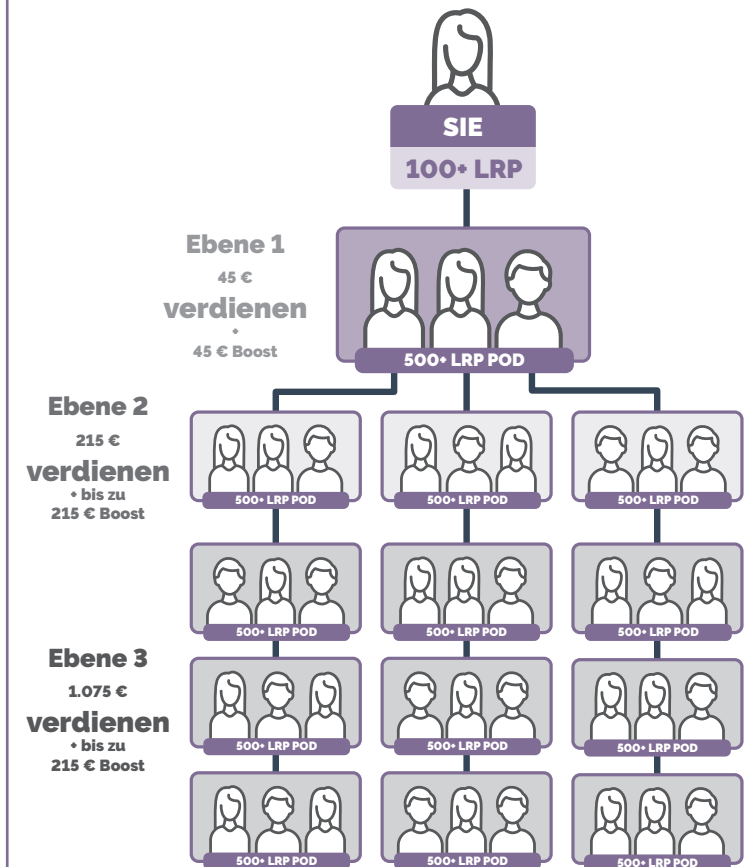 SIE
100+ LRP
Ebene 1
45 €
verdienen
+
45 € Boost
500+ LRP POD
Ebene 2
215 €
verdienen
+ bis zu
215 € Boost
500+ LRP POD
500+ LRP POD
500+ LRP POD
500+ LRP POD
500+ LRP POD
500+ LRP POD
Ebene 3
1.075 €
verdienen
+ bis zu
215 € Boost
500+ LRP POD
500+ LRP POD
500+ LRP POD
500+ LRP POD
500+ LRP POD
500+ LRP POD